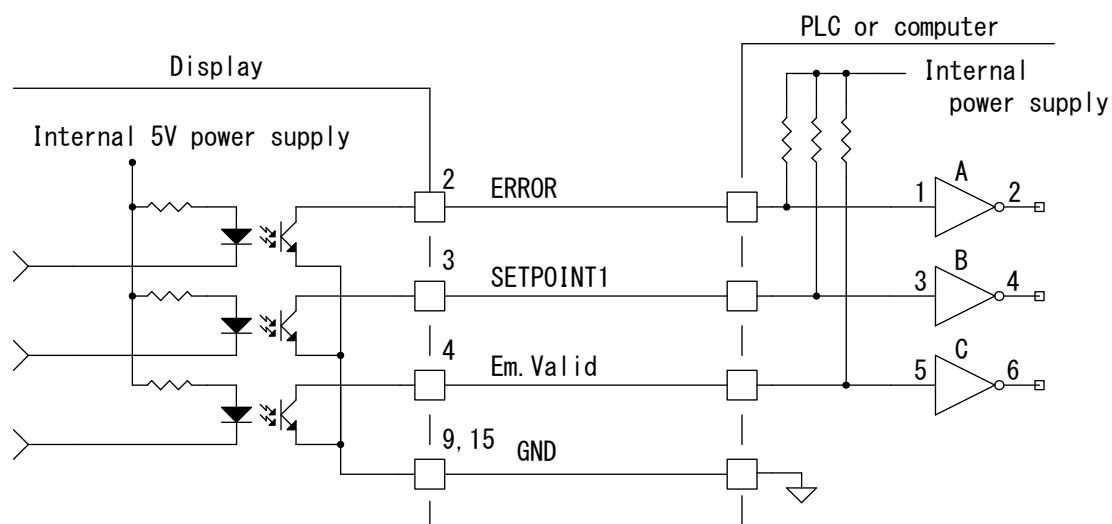 PLC or computer
Display
Internal
power supply
Internal 5V power supply
2
ERROR
1
A
2
3
SETPOINT1
3
B
4
4
Em.Valid
5
C
6
9,15
GND